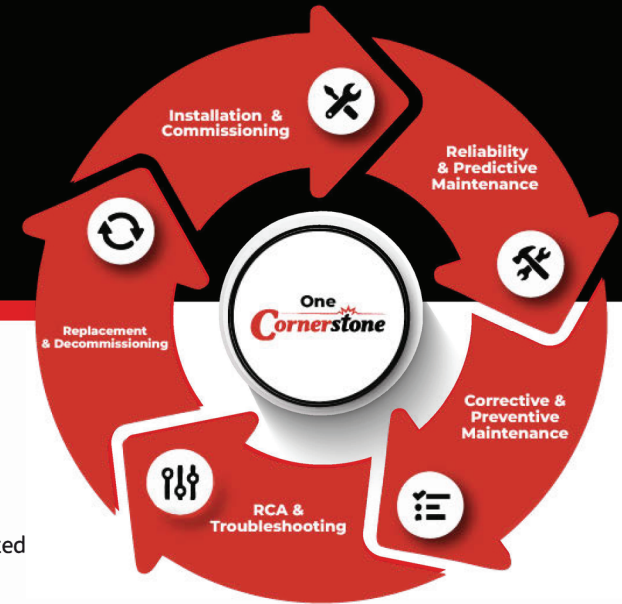 Installation &
Commissioning
Reliability
& Predictive
Maintenance
One
Cornerstone
Replacement
& Decommissioning
Corrective &
Preventive
Maintenance
RCA &
Troubleshooting